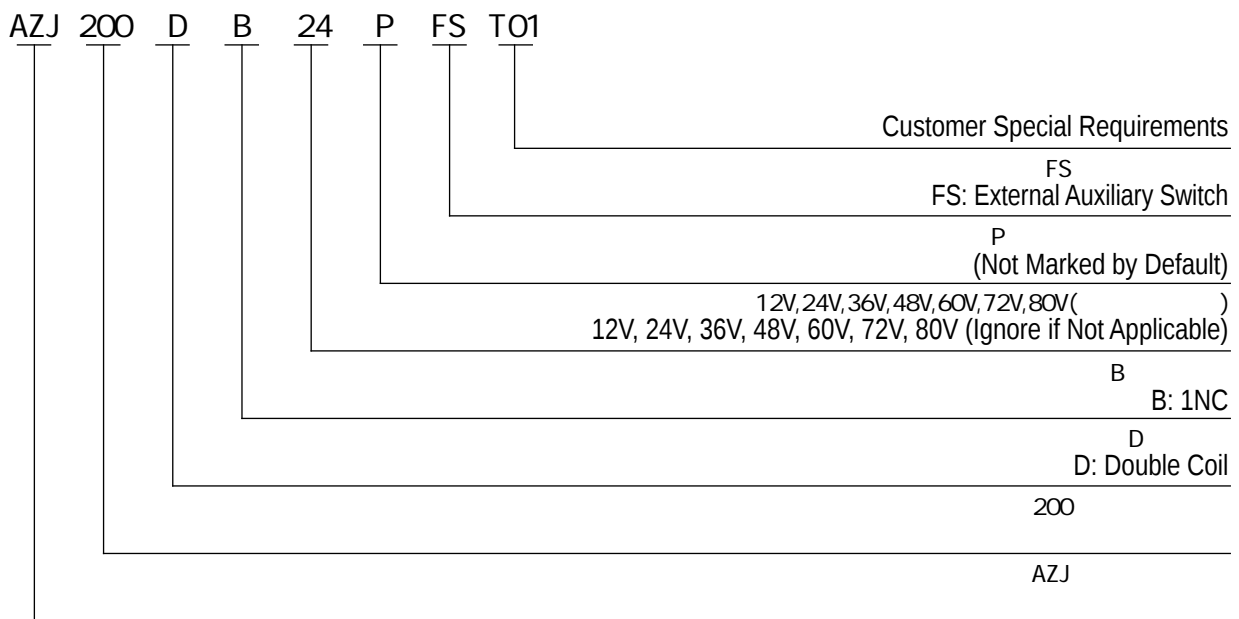 AZJ 200 D B 24 P FS T01
Customer Special Requirements
FS
FS: External Auxiliary Switch
P
(Not Marked by Default)
12V,24V,36V,48V,60V,72V,80V( )
12V, 24V, 36V, 48V, 60V, 72V, 80V (Ignore if Not Applicable)
B
B: 1NC
D
D: Double Coil
200
AZJ